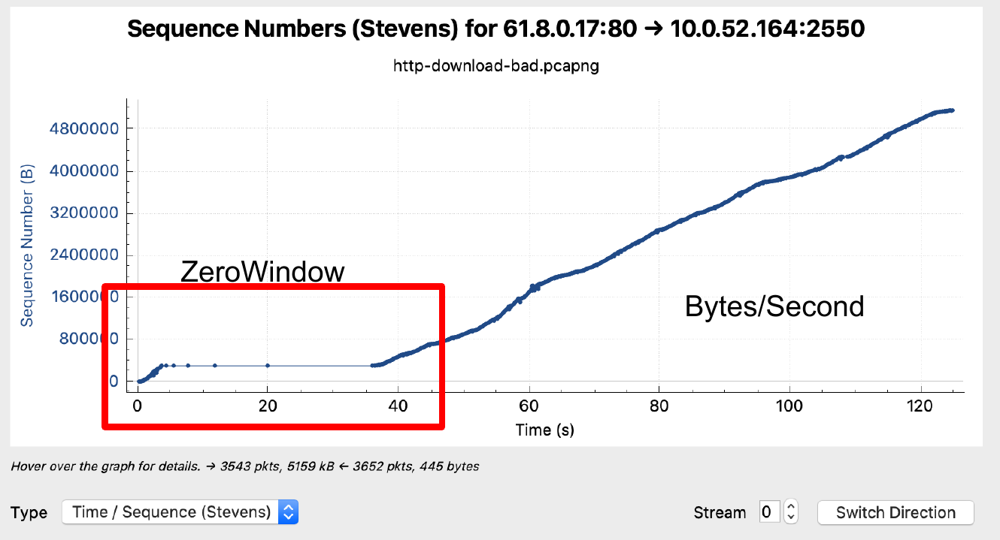 Sequence Numbers (Stevens) for 61.8.0.17:80 → 10.0.52.164:2550
http-download-bad.pcapng
Sequence Number (B)
4800000
4000000
3200000
2400000
ZeroWindow
1600000
Bytes/Second
800000
0
0 20 40 60 80 100 120
Time (s)
Hover over the graph for details. → 3543 pkts, 5159 kB ← 3652 pkts, 445 bytes
Type Time / Sequence (Stevens) Stream 0 Switch Direction